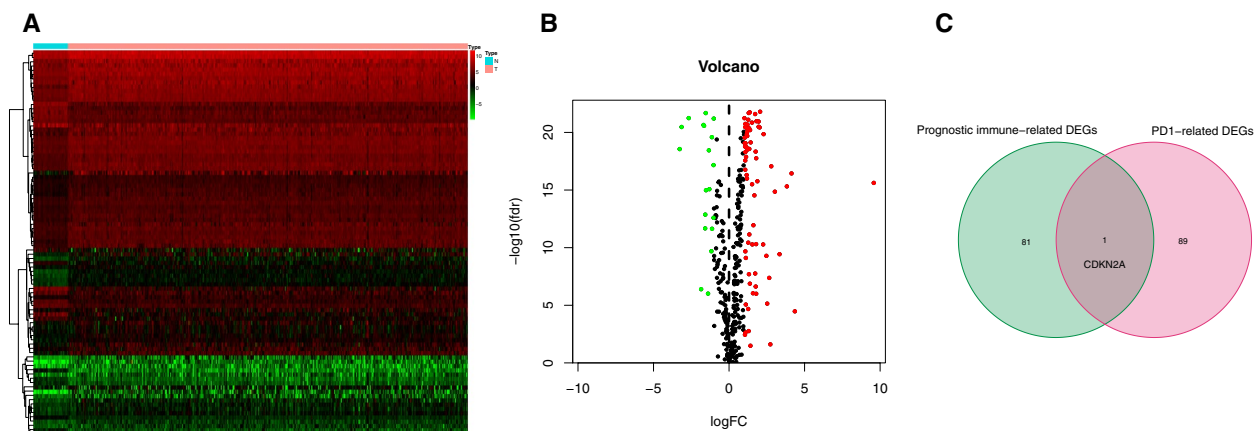 A
Type
10
5
0
−5
Type
N
T
B
Volcano
−log10(fdr)
20
15
10
5
0
−10
−5
0
5
10
logFC
C
Prognostic immune−related DEGs
PD1−related DEGs
81
1
89
CDKN2A